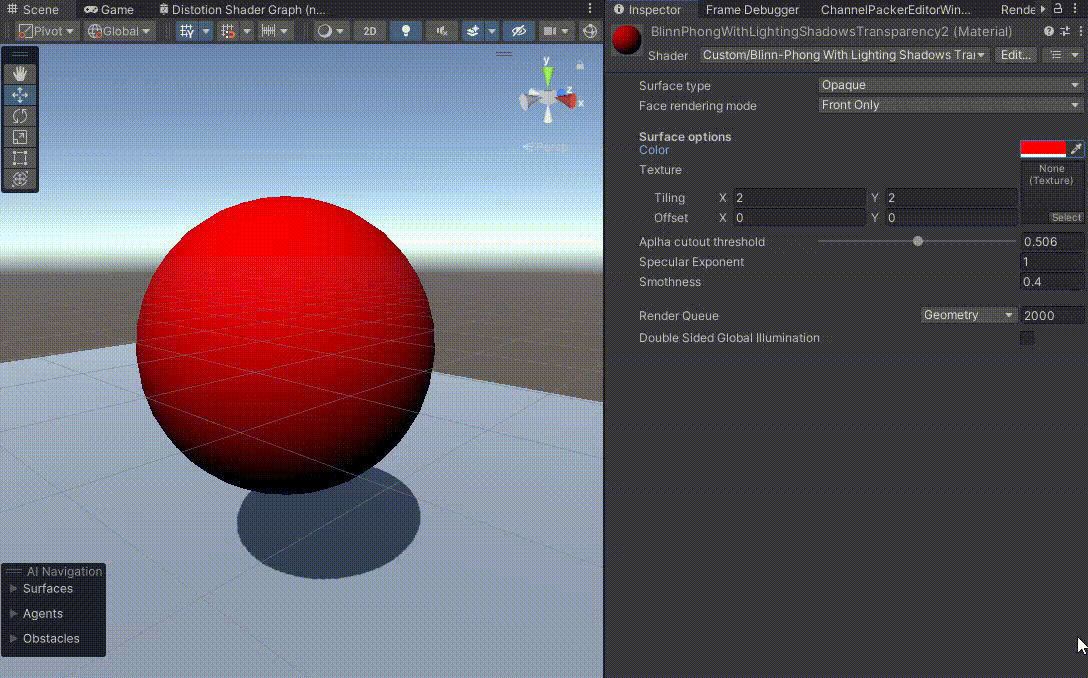 Scene Game Distotion Shader Graph (n...
Pivot Global 2D
y
z
x
Persp
AI Navigation
Surfaces
Agents
Obstacles
Inspector Frame Debugger ChannelPackerEditorWin... Rende
BlinnPhongWithLightingShadowsTransparency2 (Material)
Shader Custom/Blinn-Phong With Lighting Shadows Trai Edit...
Surface type Opaque
Face rendering mode Front Only
Surface options
Color
Texture
None
(Texture)
Tiling X 2 Y 2
Offset X 0 Y 0
Select
Aplha cutout threshold 0.506
Specular Exponent 1
Smothness 0.4
Render Queue Geometry 2000
Double Sided Global Illumination